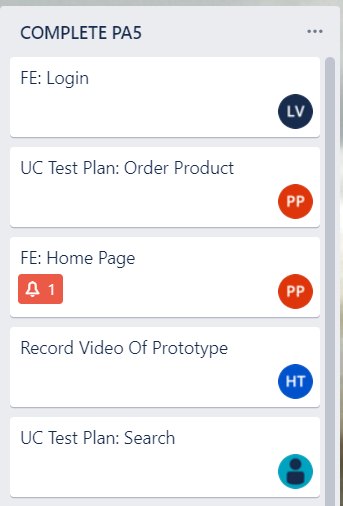 COMPLETE PA5
FE: Login
LV
UC Test Plan: Order Product
PP
FE: Home Page
1
PP
Record Video Of Prototype
HT
UC Test Plan: Search